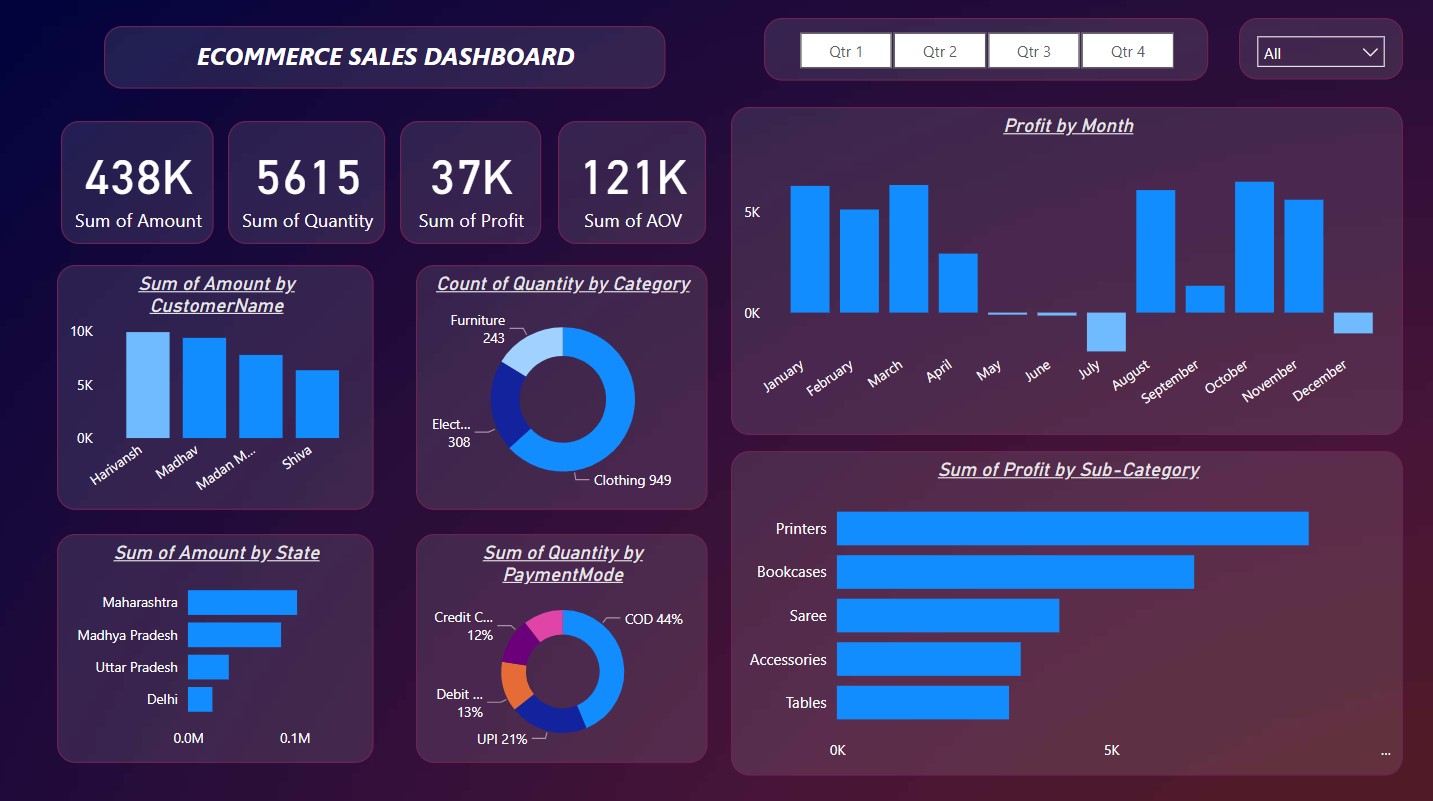 ECOMMERCE SALES DASHBOARD
Qtr 1
Qtr 2
Qtr 3
Qtr 4
All
438K
Sum of Amount
5615
Sum of Quantity
37K
Sum of Profit
121K
Sum of AOV
Profit by Month
5K
0K
January
February
March
April
May
June
July
August
September
October
November
December
Sum of Amount by
CustomerName
10K
5K
0K
Harivansh
Madhav
Madan M...
Shiva
Count of Quantity by Category
Furniture
243
Elect...
308
Clothing 949
Sum of Profit by Sub-Category
Printers
Bookcases
Saree
Accessories
Tables
0K
5K
...
Sum of Amount by State
Maharashtra
Madhya Pradesh
Uttar Pradesh
Delhi
0.0M
0.1M
Sum of Quantity by
PaymentMode
Credit C...
12%
COD 44%
Debit ...
13%
UPI 21%